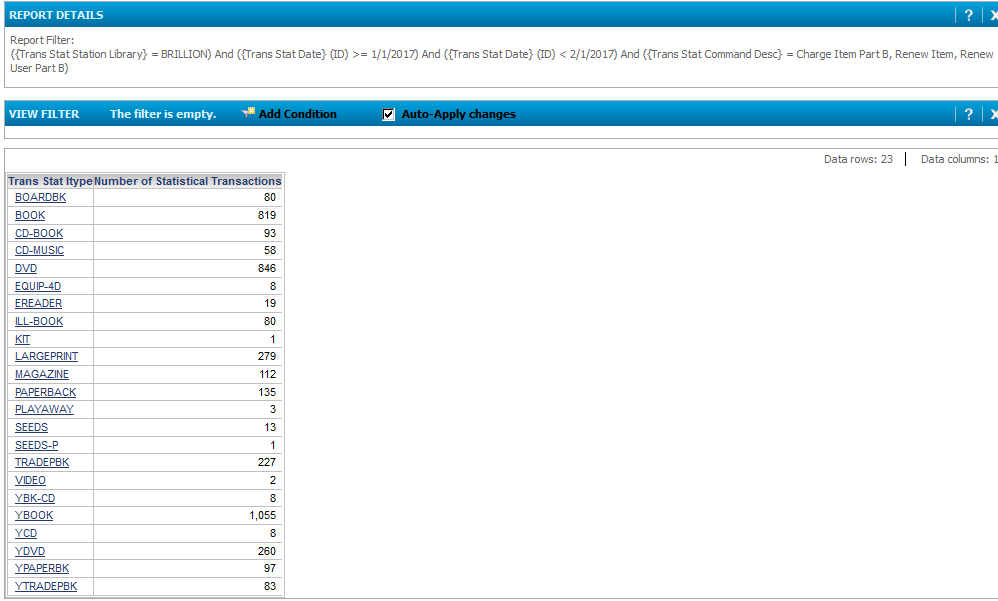 REPORT DETAILS ? X
Report Filter:
({Trans Stat Station Library} = BRILLION) And ({Trans Stat Date} (ID) >= 1/1/2017) And ({Trans Stat Date} (ID) < 2/1/2017) And ({Trans Stat Command Desc} = Charge Item Part B, Renew Item, Renew
User Part B)
VIEW FILTER The filter is empty. Add Condition Auto-Apply changes ? X
Data rows: 23 Data columns: 1
Trans Stat Itype Number of Statistical Transactions
BOARDBK 80
BOOK 819
CD-BOOK 93
CD-MUSIC 58
DVD 846
EQUIP-4D 8
EREADER 19
ILL-BOOK 80
KIT 1
LARGEPRINT 279
MAGAZINE 112
PAPERBACK 135
PLAYAWAY 3
SEEDS 13
SEEDS-P 1
TRADEPBK 227
VIDEO 2
YBK-CD 8
YBOOK 1,055
YCD 8
YDVD 260
YPAPERBK 97
YTRADEPBK 83